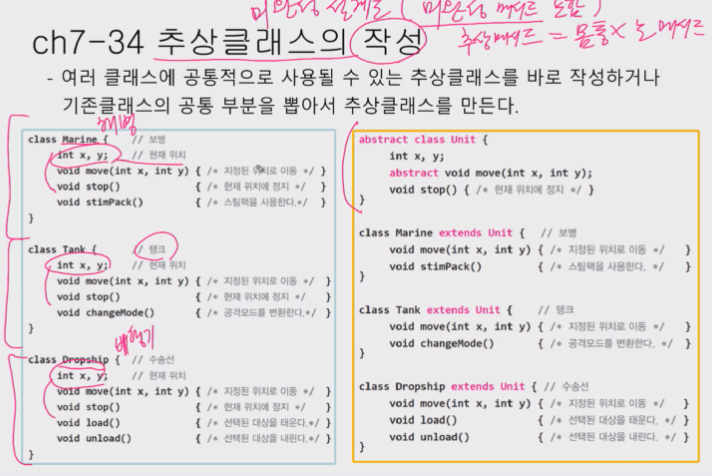 미완성 설계도 (미완성 메서드 포함)
추상메서드 = 몸통X 는 메서드
ch7-34 추상클래스의 작성
- 여러 클래스에 공통적으로 사용될 수 있는 추상클래스를 바로 작성하거나
기존클래스의 공통 부분을 뽑아서 추상클래스를 만든다.
해병
class Marine { // 보병
int x, y; // 현재 위치
void move(int x, int y) { /* 지정된 위치로 이동 */ }
void stop() { /* 현재 위치에 정지 */ }
void stimPack() { /* 스팀팩을 사용한다.*/ }
}
class Tank { // 탱크
int x, y; // 현재 위치
void move(int x, int y) { /* 지정된 위치로 이동 */ }
void stop() { /* 현재 위치에 정지 */ }
void changeMode() { /* 공격모드를 변환한다.*/ }
}
비행기
class Dropship { // 수송선
int x, y; // 현재 위치
void move(int x, int y) { /* 지정된 위치로 이동 */ }
void stop() { /* 현재 위치에 정지 */ }
void load() { /* 선택된 대상을 태운다.*/ }
void unload() { /* 선택된 대상을 내린다.*/ }
}
abstract class Unit {
int x, y;
abstract void move(int x, int y);
void stop() { /* 현재 위치에 정지 */ }
}
class Marine extends Unit { // 보병
void move(int x, int y) { /* 지정된 위치로 이동 */ }
void stimPack() { /* 스팀팩을 사용한다. */ }
}
class Tank extends Unit { // 탱크
void move(int x, int y) { /* 지정된 위치로 이동 */ }
void changeMode() { /* 공격모드를 변환한다. */ }
}
class Dropship extends Unit { // 수송선
void move(int x, int y) { /* 지정된 위치로 이동 */ }
void load() { /* 선택된 대상을 태운다. */ }
void unload() { /* 선택된 대상을 내린다. */ }
}